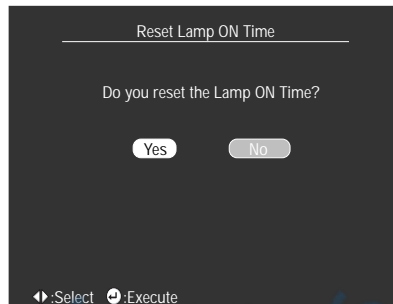 Reset Lamp ON Time
Do you reset the Lamp ON Time?
Yes No
:Select :Execute